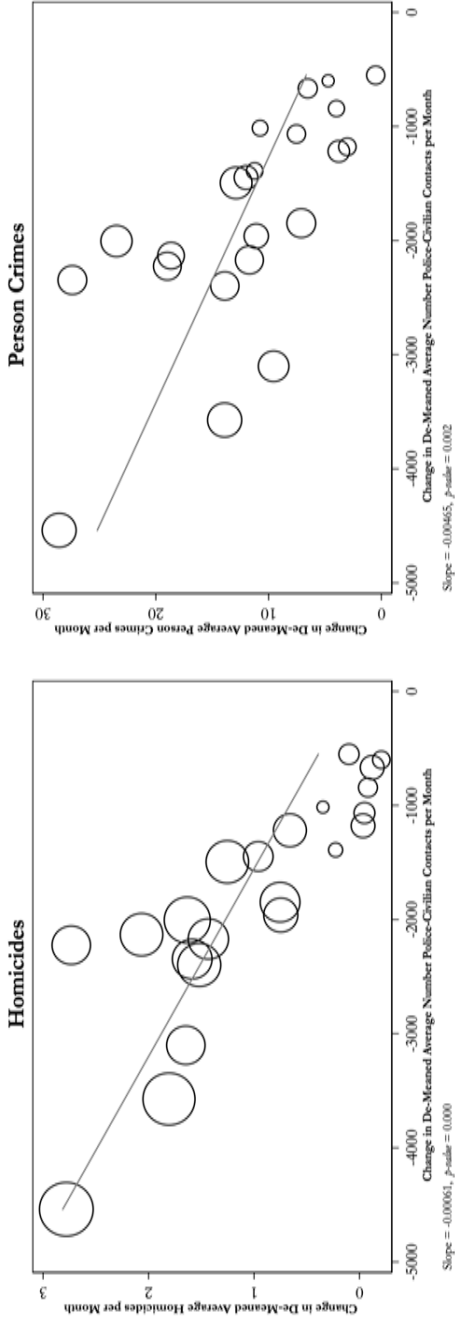 Homicides
Change in De-Meaned Average Homicides per Month
3
2
1
0
-5000
-4000
-3000
-2000
-1000
0
Change in De-Meaned Average Number Police-Civilian Contacts per Month
Slope = -0.00061, p-value = 0.000
Person Crimes
Change in De-Meaned Average Person Crimes per Month
30
20
10
0
-5000
-4000
-3000
-2000
-1000
0
Change in De-Meaned Average Number Police-Civilian Contacts per Month
Slope = -0.00465, p-value = 0.002